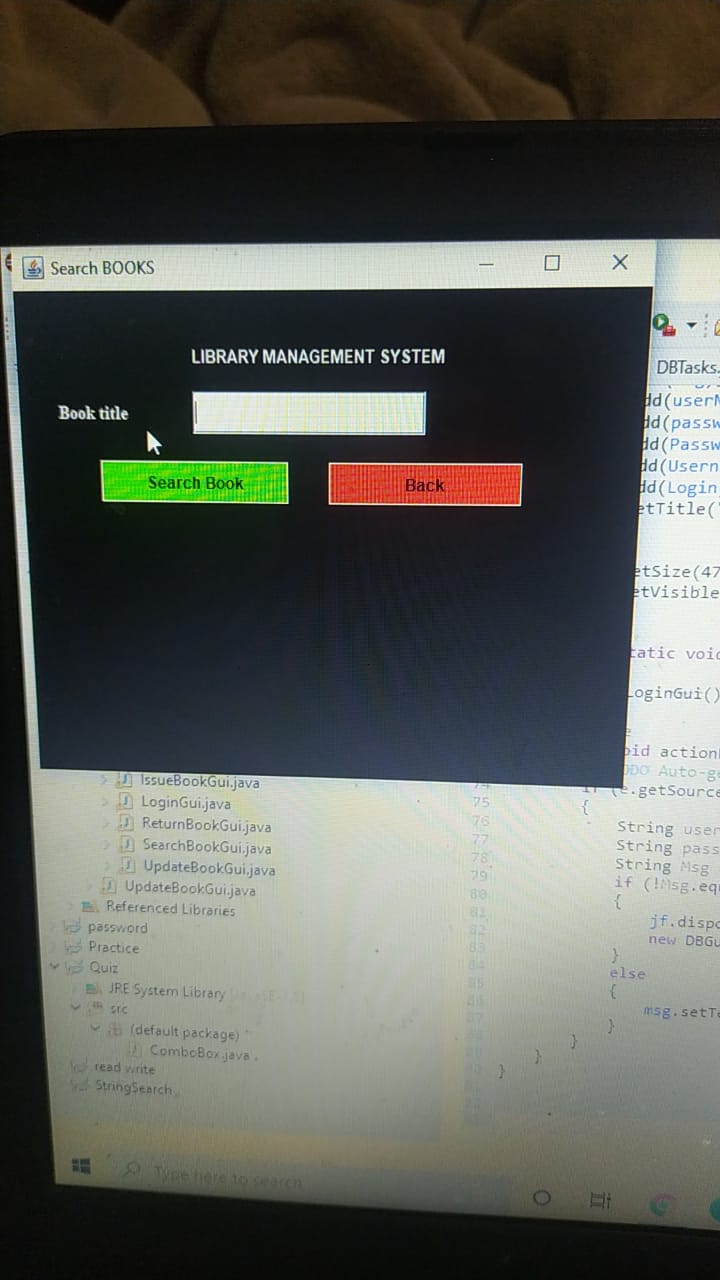 Search BOOKS
LIBRARY MANAGEMENT SYSTEM
Book title
Search Book
Back
DBTasks.
dd(userN
dd(passw
dd(Passw
dd(Usern
dd(Login
etTitle("
etSize(47
etVisible
tatic void
LoginGui()
oid action
TODO Auto-ge
if (e.getSource
{
String user
String pass
String Msg
if (!Msg.equ
{
jf.dispo
new DBGu
}
else
{
msg.setTe
}
}
}
}
75
76
77
78
79
80
81
82
83
84
85
86
87
IssueBookGui.java
LoginGui.java
ReturnBookGui.java
SearchBookGui.java
UpdateBookGui.java
UpdateBookGui.java
Referenced Libraries
password
Practice
Quiz
JRE System Library
src
(default package)
ComboBox.java
read write
StringSearch
Type here to search